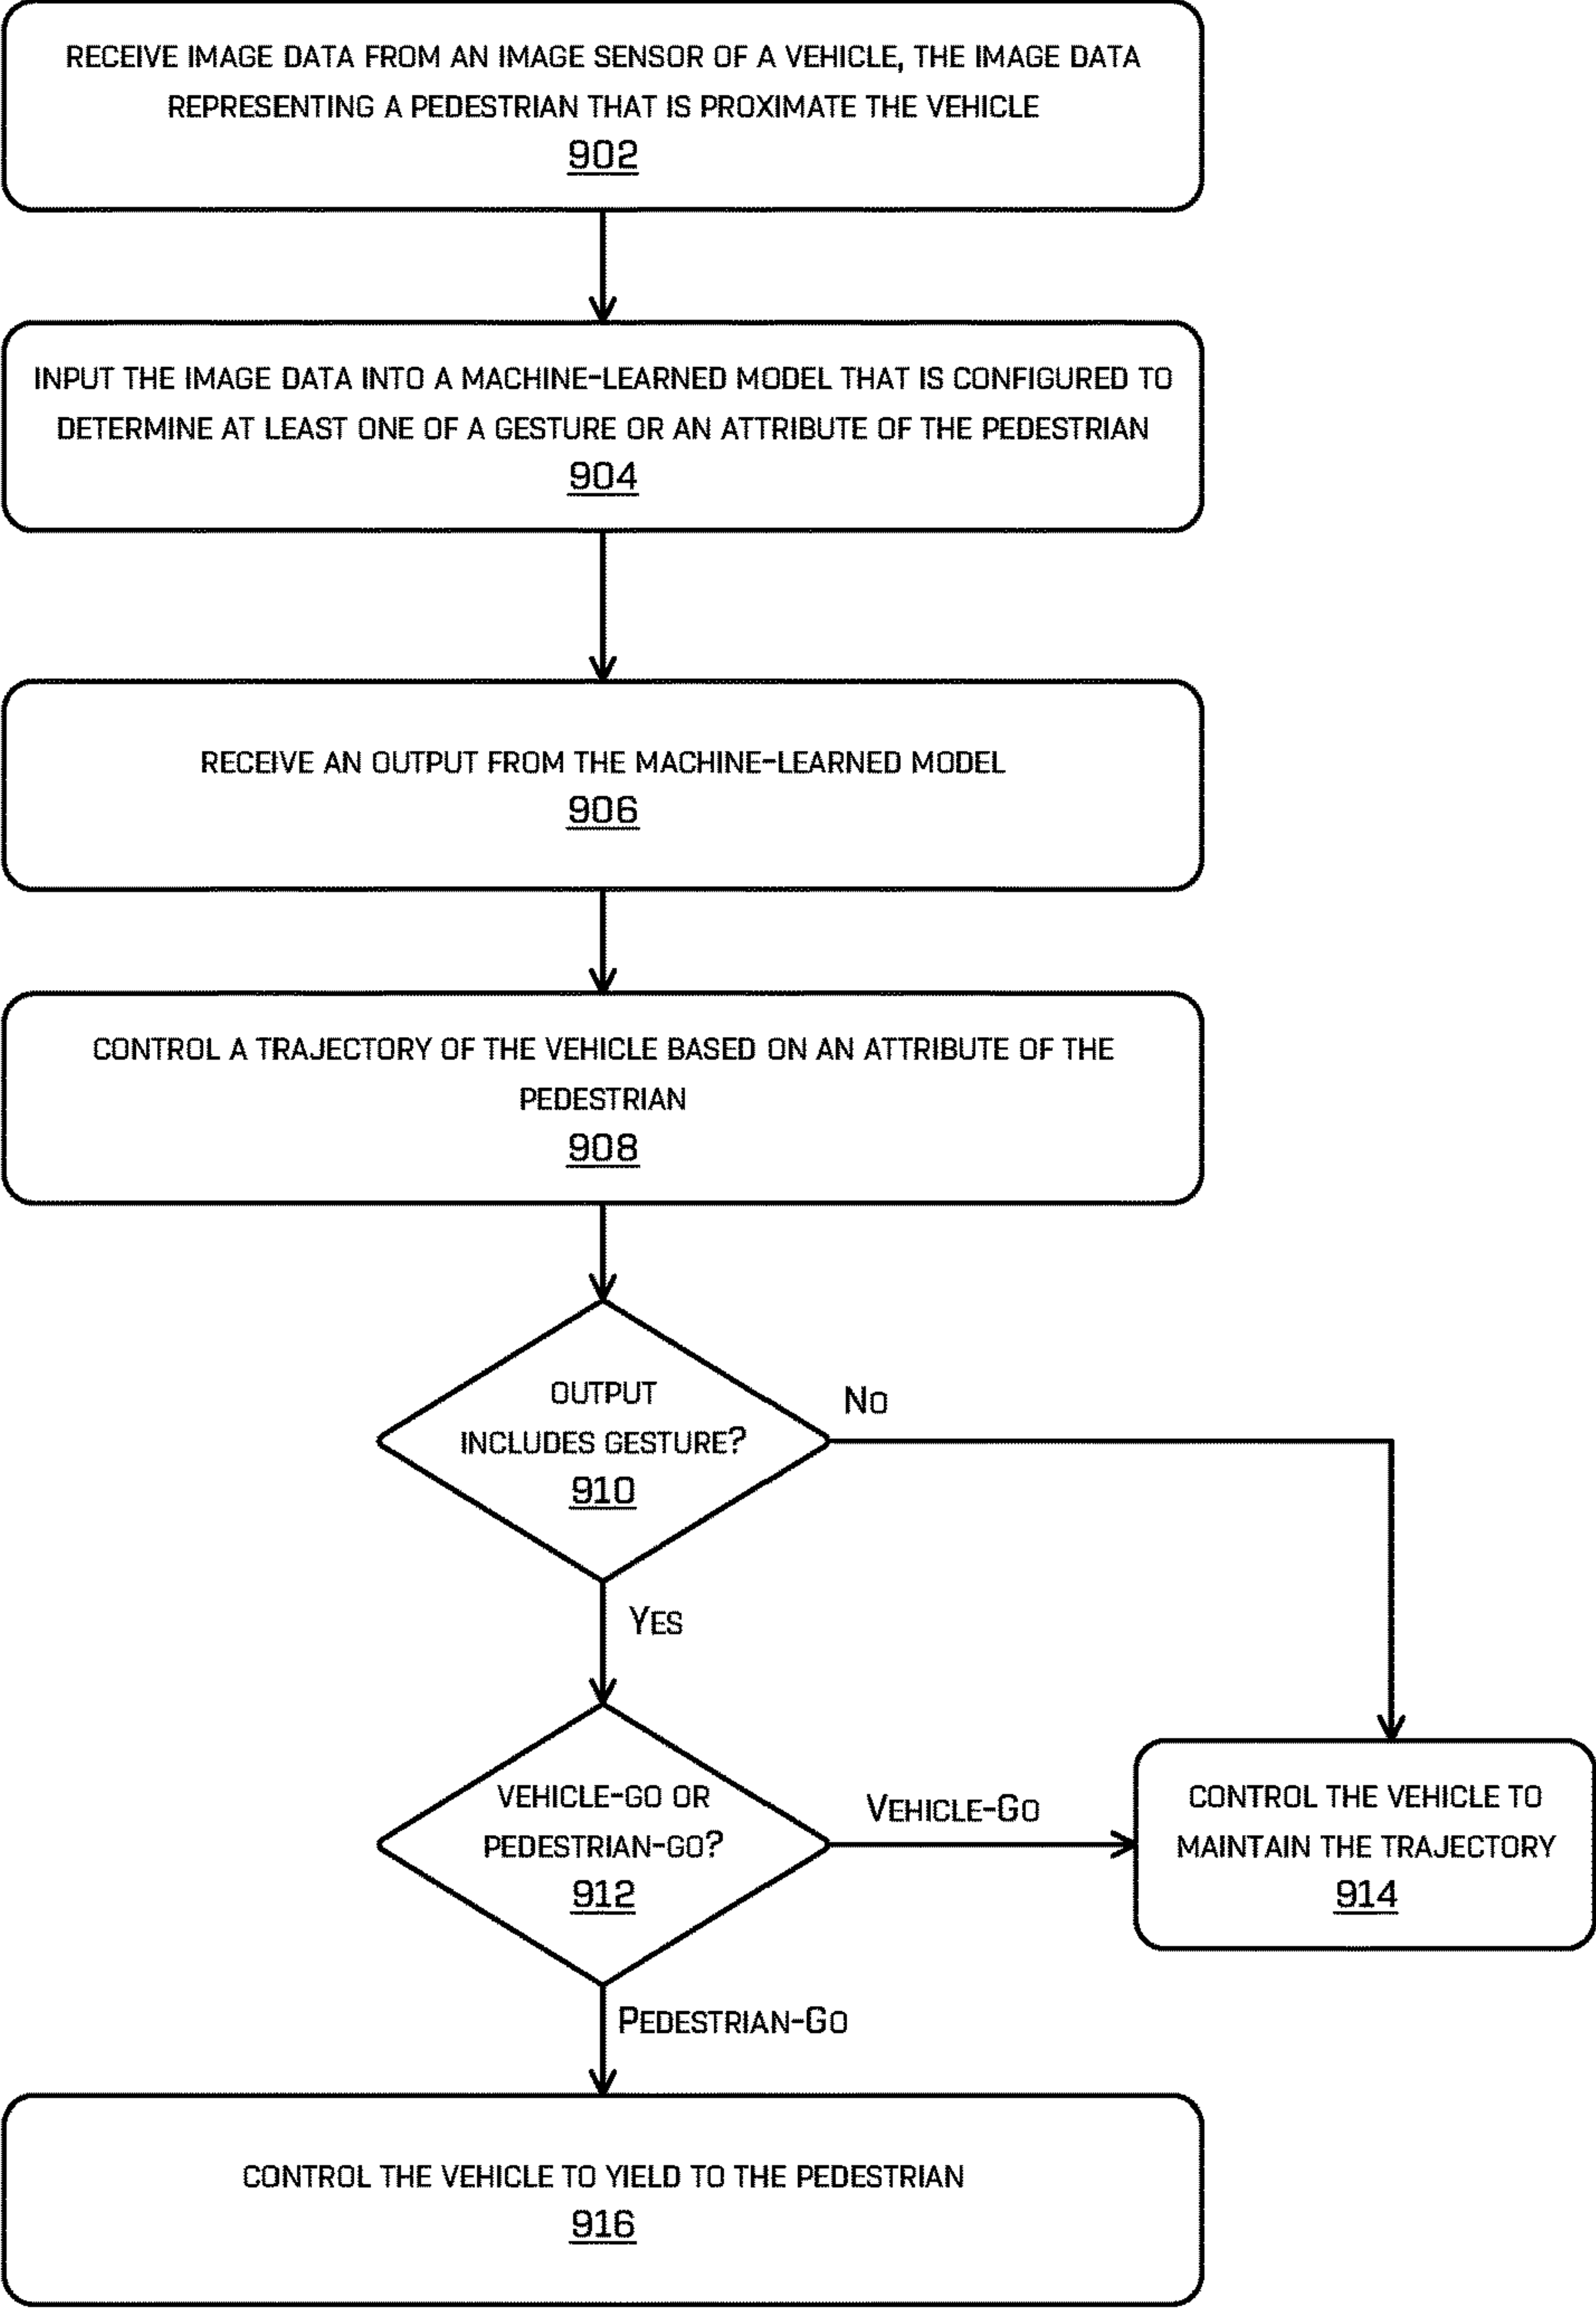 RECEIVE IMAGE DATA FROM AN IMAGE SENSOR OF A VEHICLE, THE IMAGE DATA
REPRESENTING A PEDESTRIAN THAT IS PROXIMATE THE VEHICLE
902
INPUT THE IMAGE DATA INTO A MACHINE-LEARNED MODEL THAT IS CONFIGURED TO
DETERMINE AT LEAST ONE OF A GESTURE OR AN ATTRIBUTE OF THE PEDESTRIAN
904
RECEIVE AN OUTPUT FROM THE MACHINE-LEARNED MODEL
906
CONTROL A TRAJECTORY OF THE VEHICLE BASED ON AN ATTRIBUTE OF THE
PEDESTRIAN
908
OUTPUT
INCLUDES GESTURE?
910
NO
YES
VEHICLE-GO OR
PEDESTRIAN-GO?
912
VEHICLE-GO
CONTROL THE VEHICLE TO
MAINTAIN THE TRAJECTORY
914
PEDESTRIAN-GO
CONTROL THE VEHICLE TO YIELD TO THE PEDESTRIAN
916